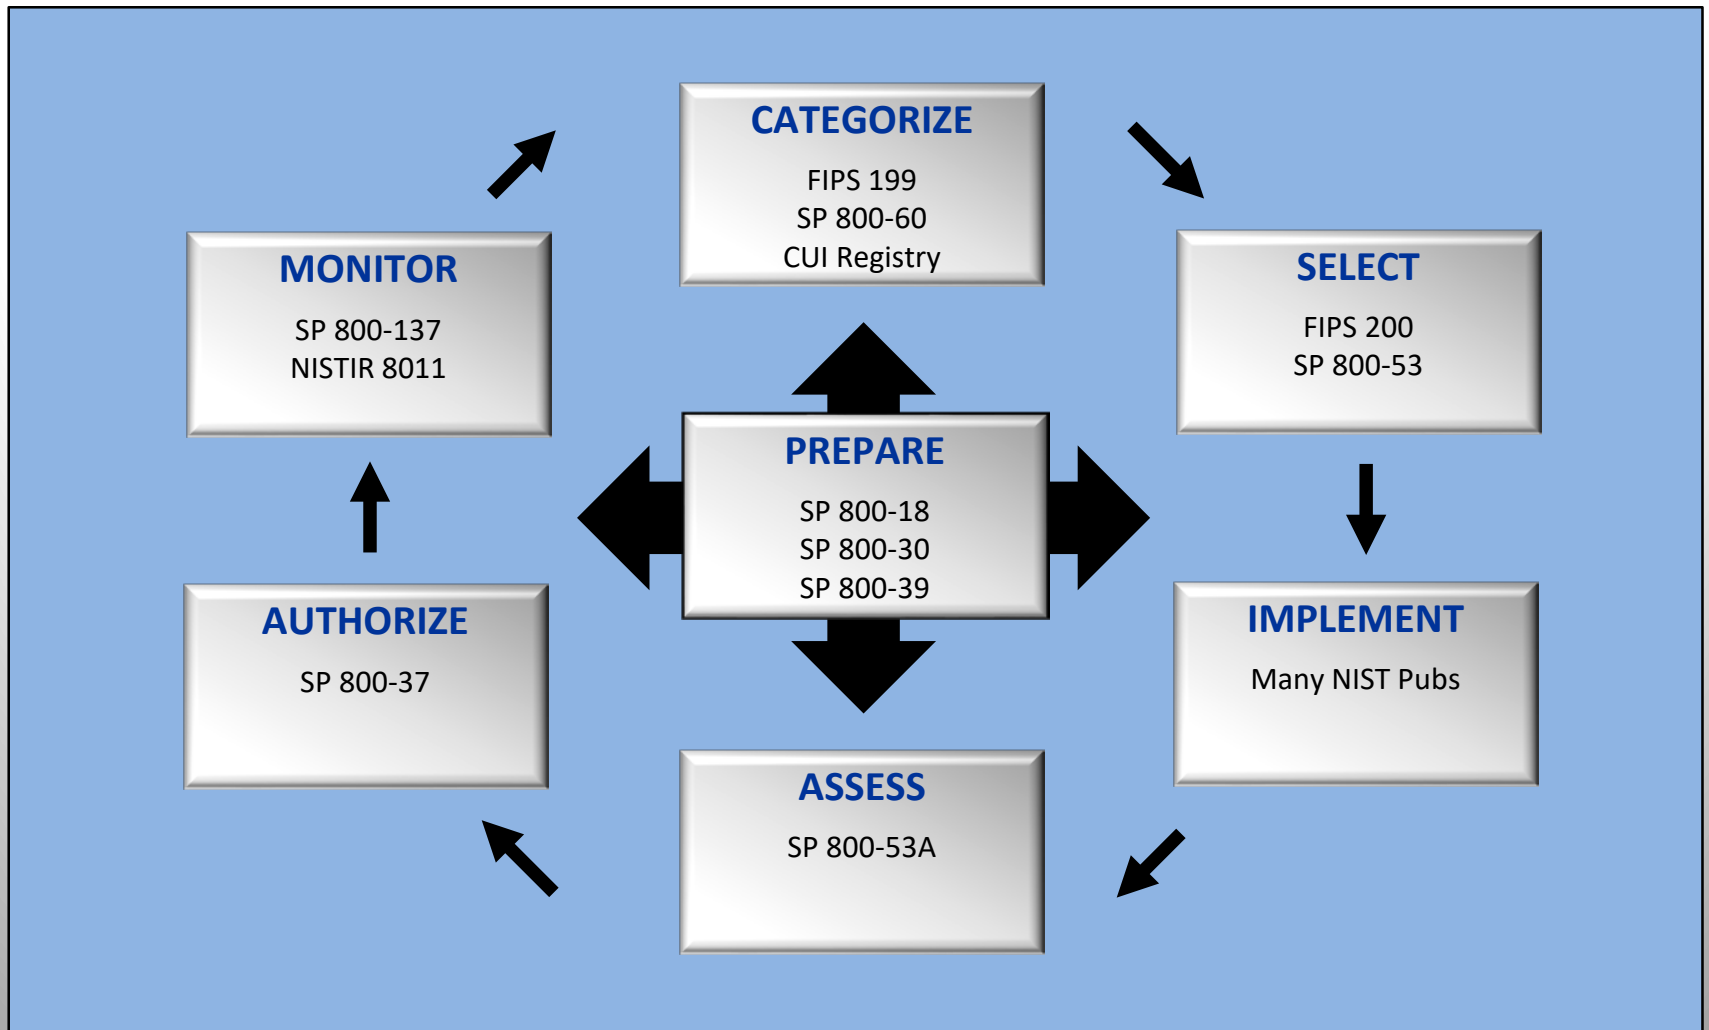 CATEGORIZE
FIPS 199
SP 800-60
CUI Registry
MONITOR
SP 800-137
NISTIR 8011
SELECT
FIPS 200
SP 800-53
PREPARE
SP 800-18
SP 800-30
SP 800-39
AUTHORIZE
SP 800-37
IMPLEMENT
Many NIST Pubs
ASSESS
SP 800-53A